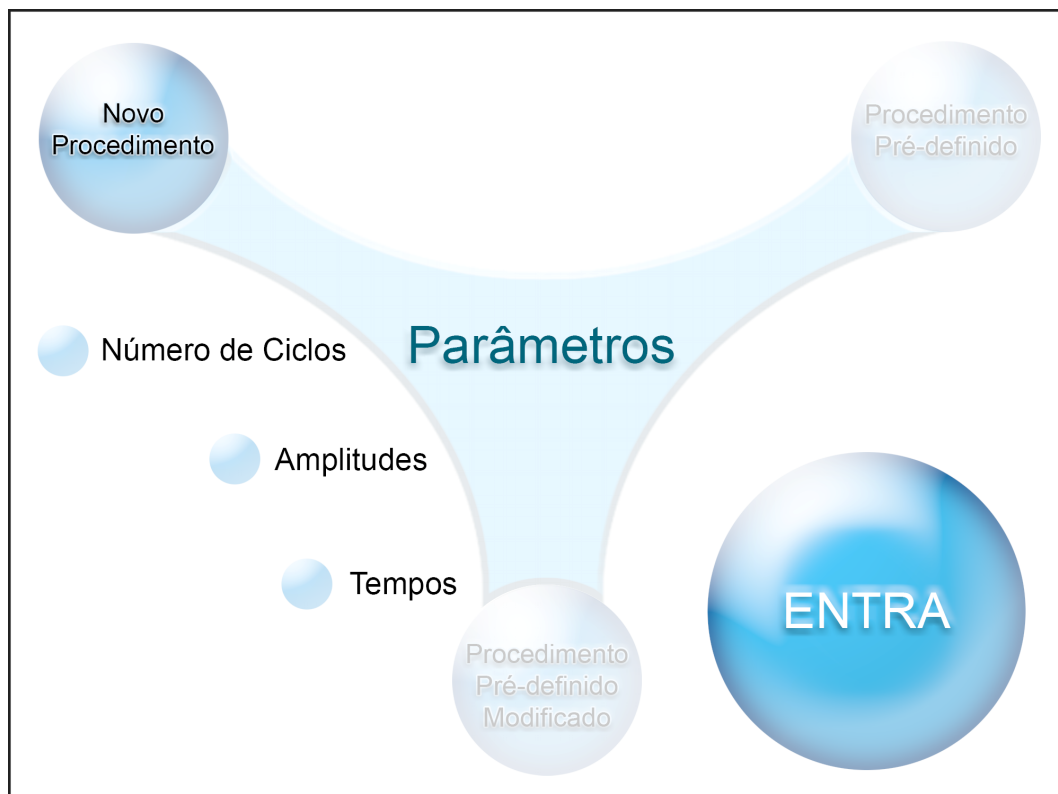 Novo
Procedimento
Procedimento
Pré-definido
Parâmetros
Número de Ciclos
Amplitudes
Tempos
ENTRA
Procedimento
Pré-definido
Modificado